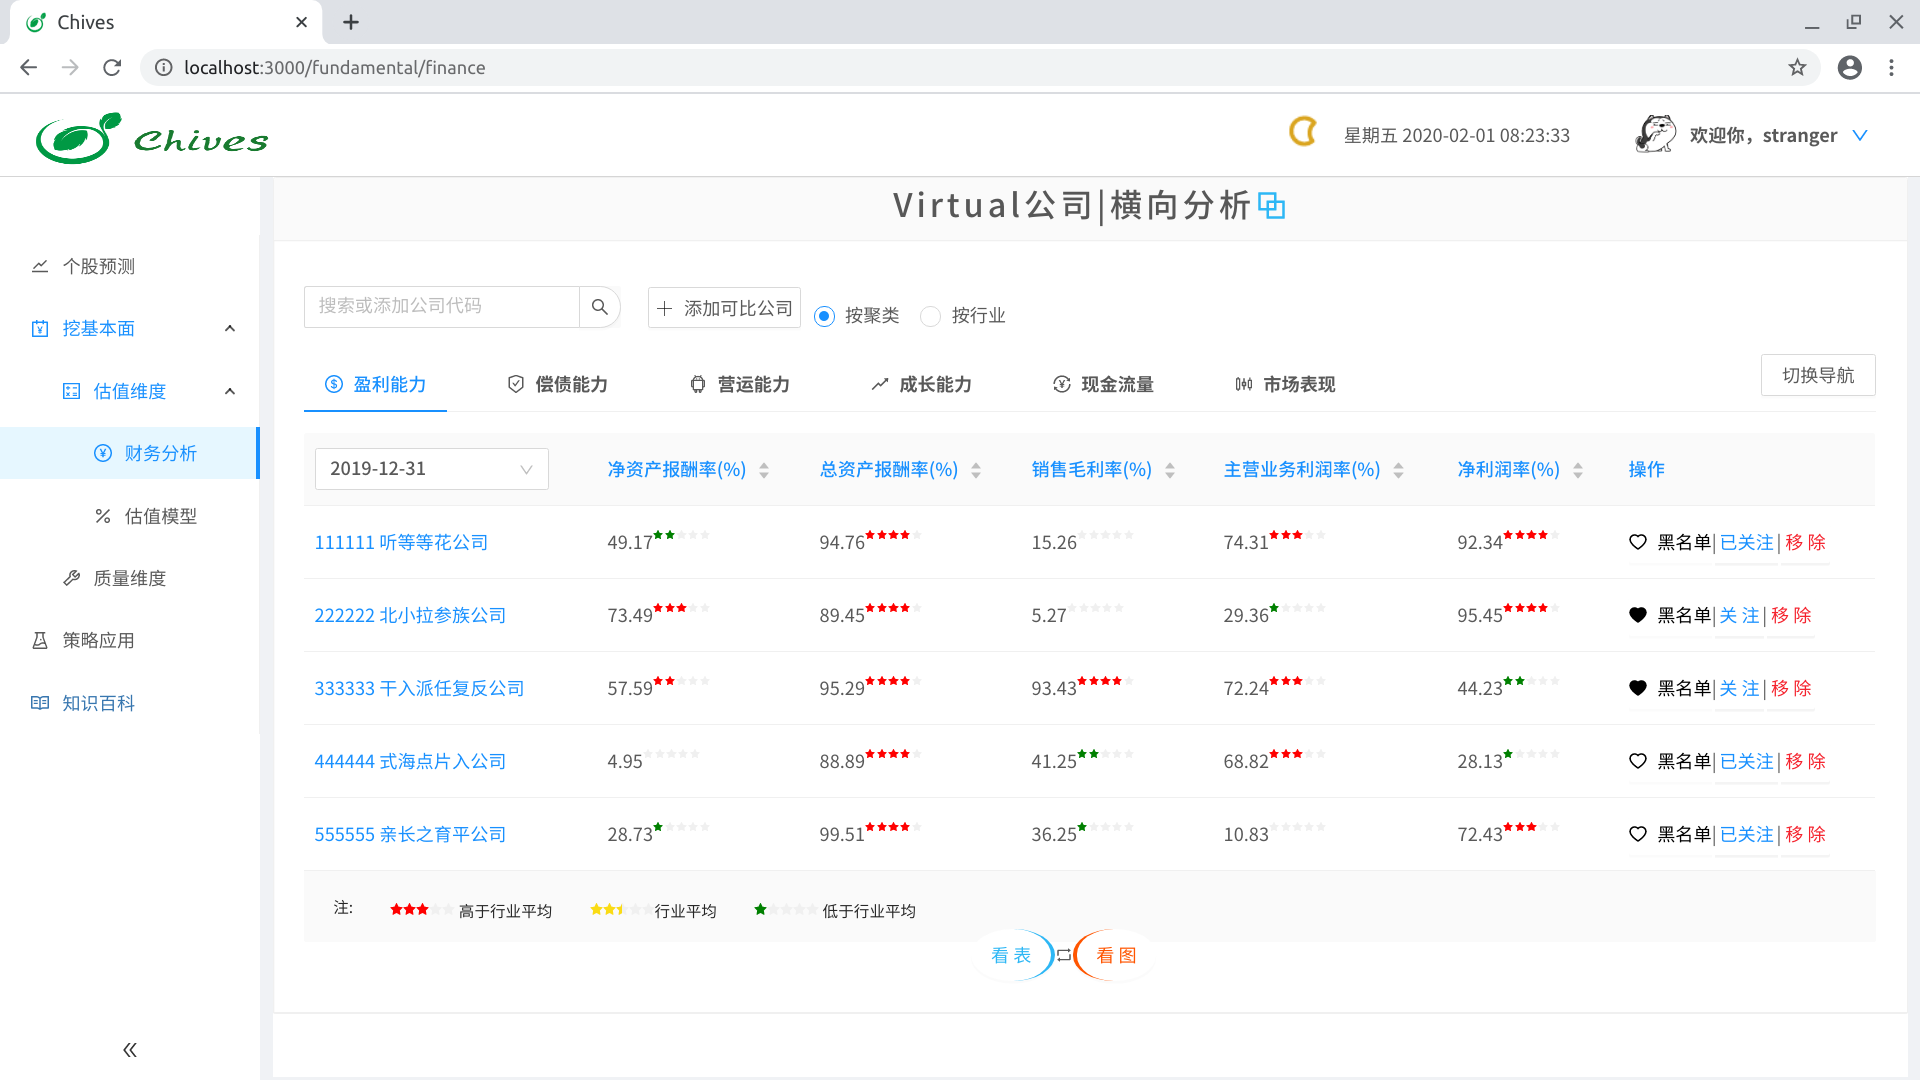 Chives
localhost:3000/fundamental/finance
Chives
星期五 2020-02-01 08:23:33
欢迎你，stranger
Virtual公司|横向分析
个股预测
挖基本面
估值维度
财务分析
估值模型
质量维度
策略应用
知识百科
搜索或添加公司代码
添加可比公司
按聚类
按行业
盈利能力
偿债能力
营运能力
成长能力
现金流量
市场表现
切换导航
2019-12-31 净资产报酬率(%) 总资产报酬率(%) 销售毛利率(%) 主营业务利润率(%) 净利润率(%) 操作
111111 听等等花公司 49.17 94.76 15.26 74.31 92.34 黑名单|已关注|移 除
222222 北小拉参族公司 73.49 89.45 5.27 29.36 95.45 黑名单|关 注|移 除
333333 干入派任复反公司 57.59 95.29 93.43 72.24 44.23 黑名单|关 注|移 除
444444 式海点片入公司 4.95 88.89 41.25 68.82 28.13 黑名单|已关注|移 除
555555 亲长之育平公司 28.73 99.51 36.25 10.83 72.43 黑名单|已关注|移 除
注: 高于行业平均 行业平均 低于行业平均
看 表
看 图